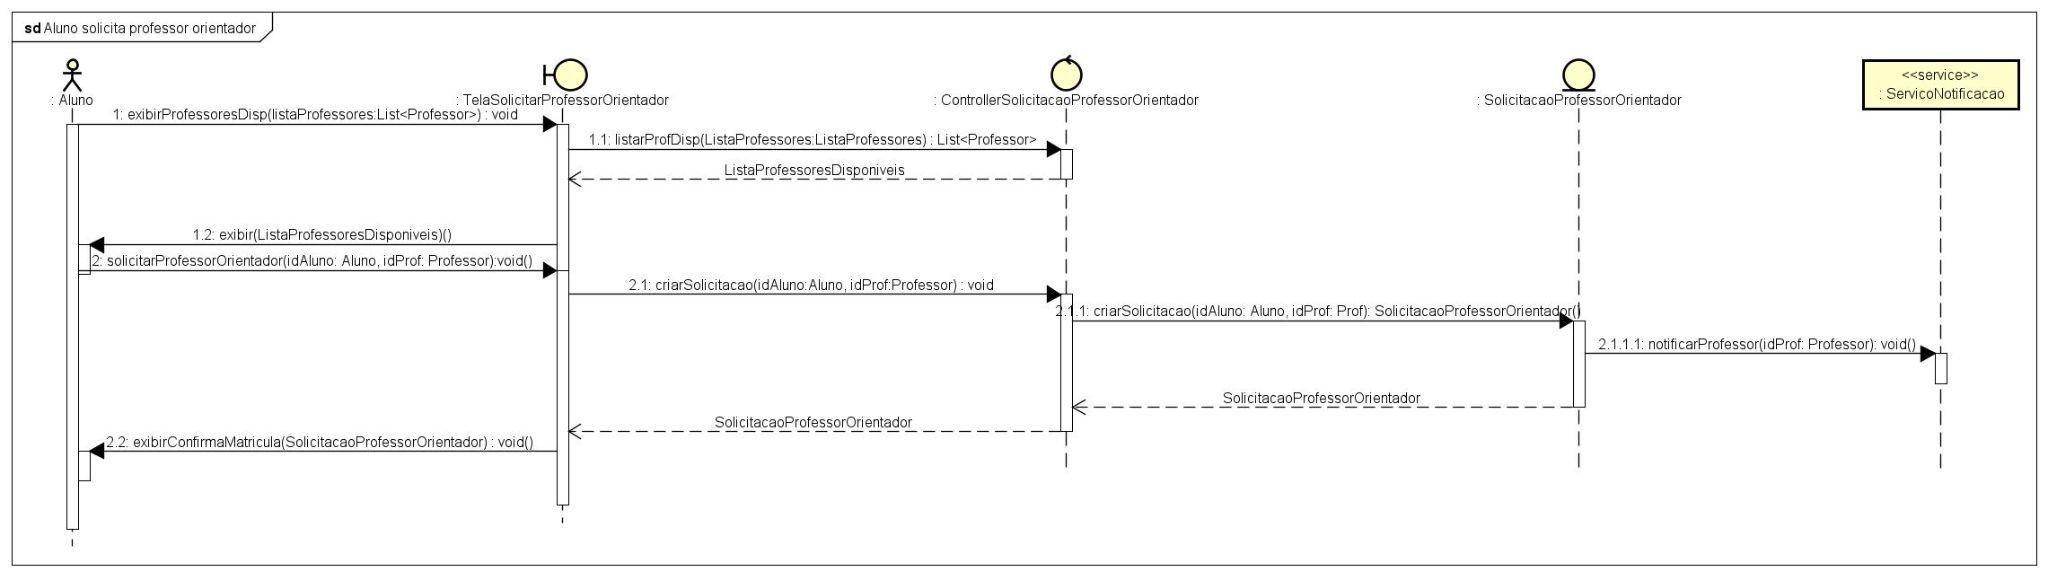 sd Aluno solicita professor orientador
: Aluno
: TelaSolicitarProfessorOrientador
: ControllerSolicitacaoProfessorOrientador
: SolicitacaoProfessorOrientador
<<service>>
: ServicoNotificacao
1: exibirProfessoresDisp(listaProfessores:List<Professor>) : void
1.1: listarProfDisp(ListaProfessores:ListaProfessores) : List<Professor>
ListaProfessoresDisponiveis
1.2: exibir(ListaProfessoresDisponiveis)()
2: solicitarProfessorOrientador(idAluno: Aluno, idProf: Professor):void()
2.1: criarSolicitacao(idAluno:Aluno, idProf:Professor) : void
2.1.1: criarSolicitacao(idAluno: Aluno, idProf: Prof): SolicitacaoProfessorOrientador()
2.1.1.1: notificarProfessor(idProf: Professor): void()
SolicitacaoProfessorOrientador
SolicitacaoProfessorOrientador
2.2: exibirConfirmaMatricula(SolicitacaoProfessorOrientador) : void()